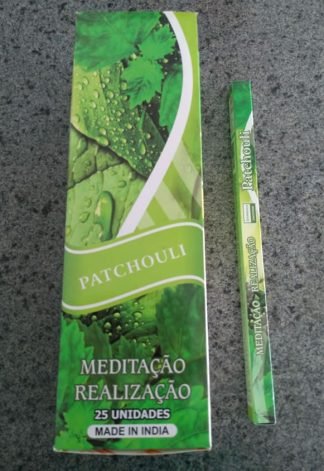 PATCHOULI
MEDITAÇÃO
REALIZAÇÃO
25 UNIDADES
MADE IN INDIA
Patchouli
MEDITAÇÃO - REALIZAÇÃO